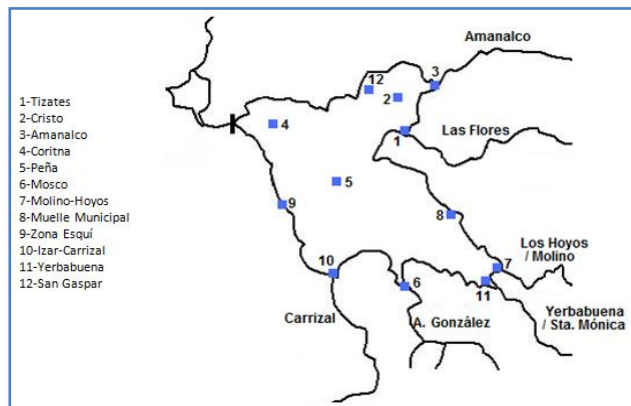 Amanalco
12
3
2
1-Tizates
2-Cristo
3-Amanalco
4-Coritna
5-Peña
6-Mosco
7-Molino-Hoyos
8-Muelle Municipal
9-Zona Esquí
10-Izar-Carrizal
11-Yerbabuena
12-San Gaspar
4
1
Las Flores
5
9
8
Los Hoyos
/ Molino
10
7
6
11
Carrizal
A. González
Yerbabuena
/ Sta. Mónica